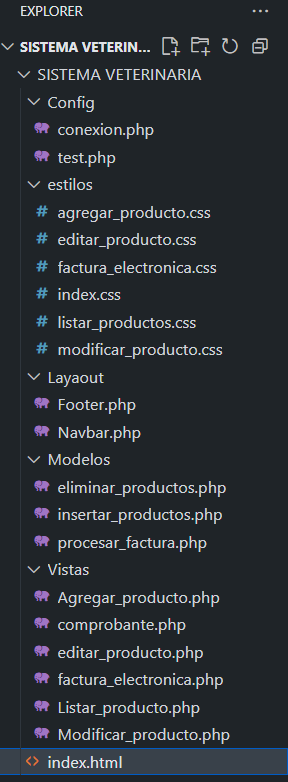 EXPLORER
SISTEMA VETERIN...
SISTEMA VETERINARIA
Config
conexion.php
test.php
estilos
agregar_producto.css
editar_producto.css
factura_electronica.css
index.css
listar_productos.css
modificar_producto.css
Layaout
Footer.php
Navbar.php
Modelos
eliminar_productos.php
insertar_productos.php
procesar_factura.php
Vistas
Agregar_producto.php
comprobante.php
editar_producto.php
factura_electronica.php
Listar_producto.php
Modificar_producto.php
index.html